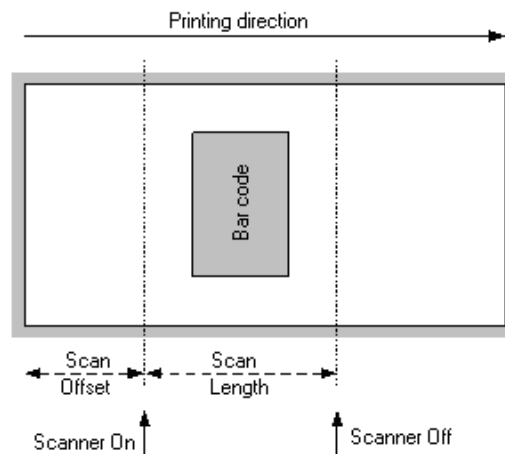 Printing direction
Bar code
Scan
Offset
Scan
Length
Scanner On
Scanner Off